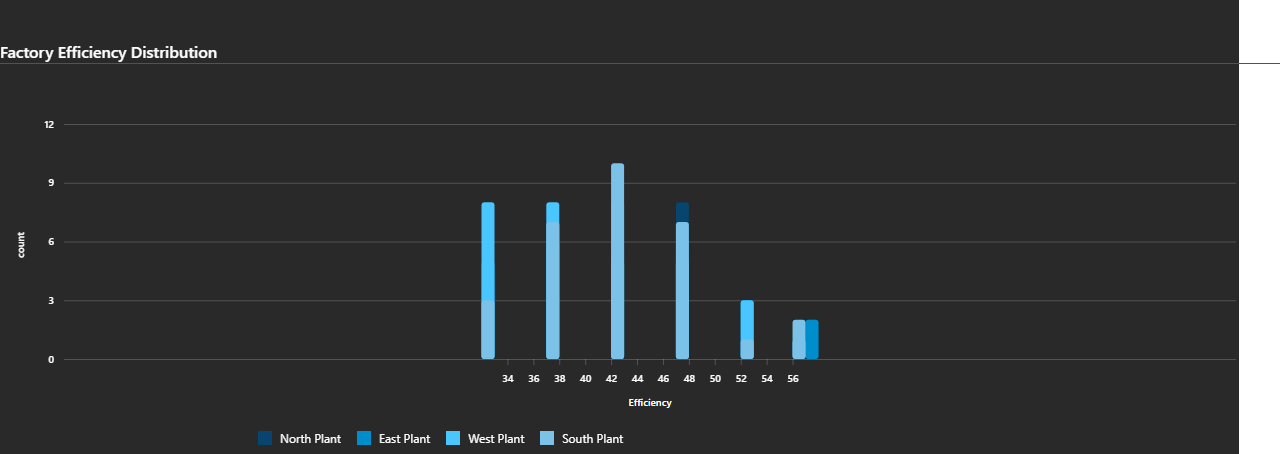 Factory Efficiency Distribution
12
9
6
3
0
count
34 36 38 40 42 44 46 48 50 52 54 56
Efficiency
North Plant East Plant West Plant South Plant